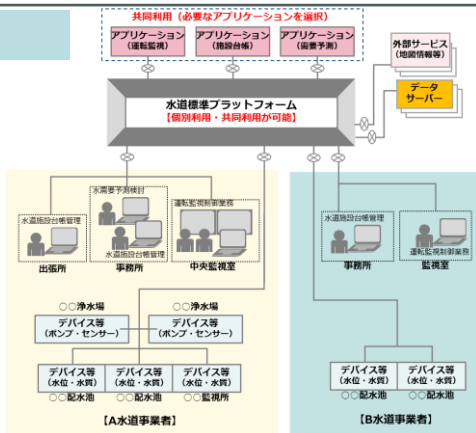 共同利用（必要なアプリケーションを選択）
アプリケーション
（運転監視）
アプリケーション
（施設台帳）
アプリケーション
（需要予測）
外部サービス
（地図情報等）
データ
サーバー
水道標準プラットフォーム
【個別利用・共同利用が可能】
水需要予測検討
水道施設台帳管理
運転監視制御業務
水道施設台帳管理
出張所
事務所
中央監視室
水道施設台帳管理
運転監視制御業務
事務所
監視室
○○浄水場
○○浄水場
デバイス等
（ポンプ・センサー）
デバイス等
（ポンプ・センサー）
デバイス等
（水位・水質）
デバイス等
（水位・水質）
デバイス等
（水位・水質）
○○配水池
○○配水池
○○監視所
デバイス等
（水位・水質）
デバイス等
（水位・水質）
○○配水池
○○配水池
【A水道事業者】
【B水道事業者】